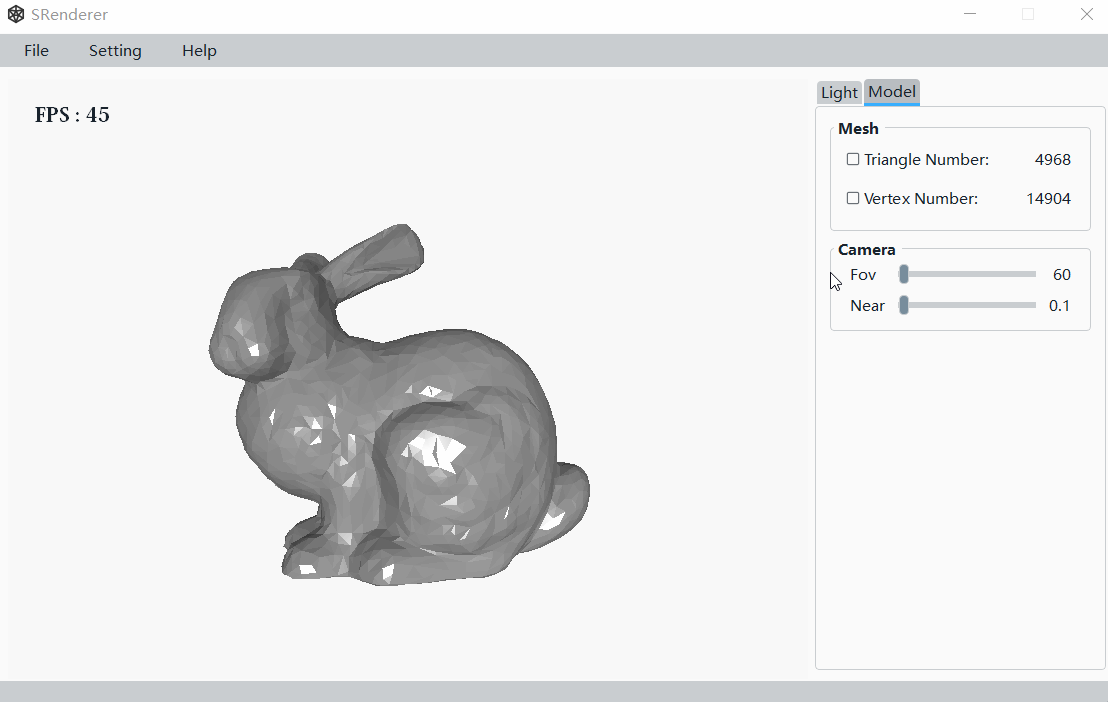 SRenderer
File Setting Help
FPS : 45
Light Model
Mesh
Triangle Number: 4968
Vertex Number: 14904
Camera
Fov 60
Near 0.1